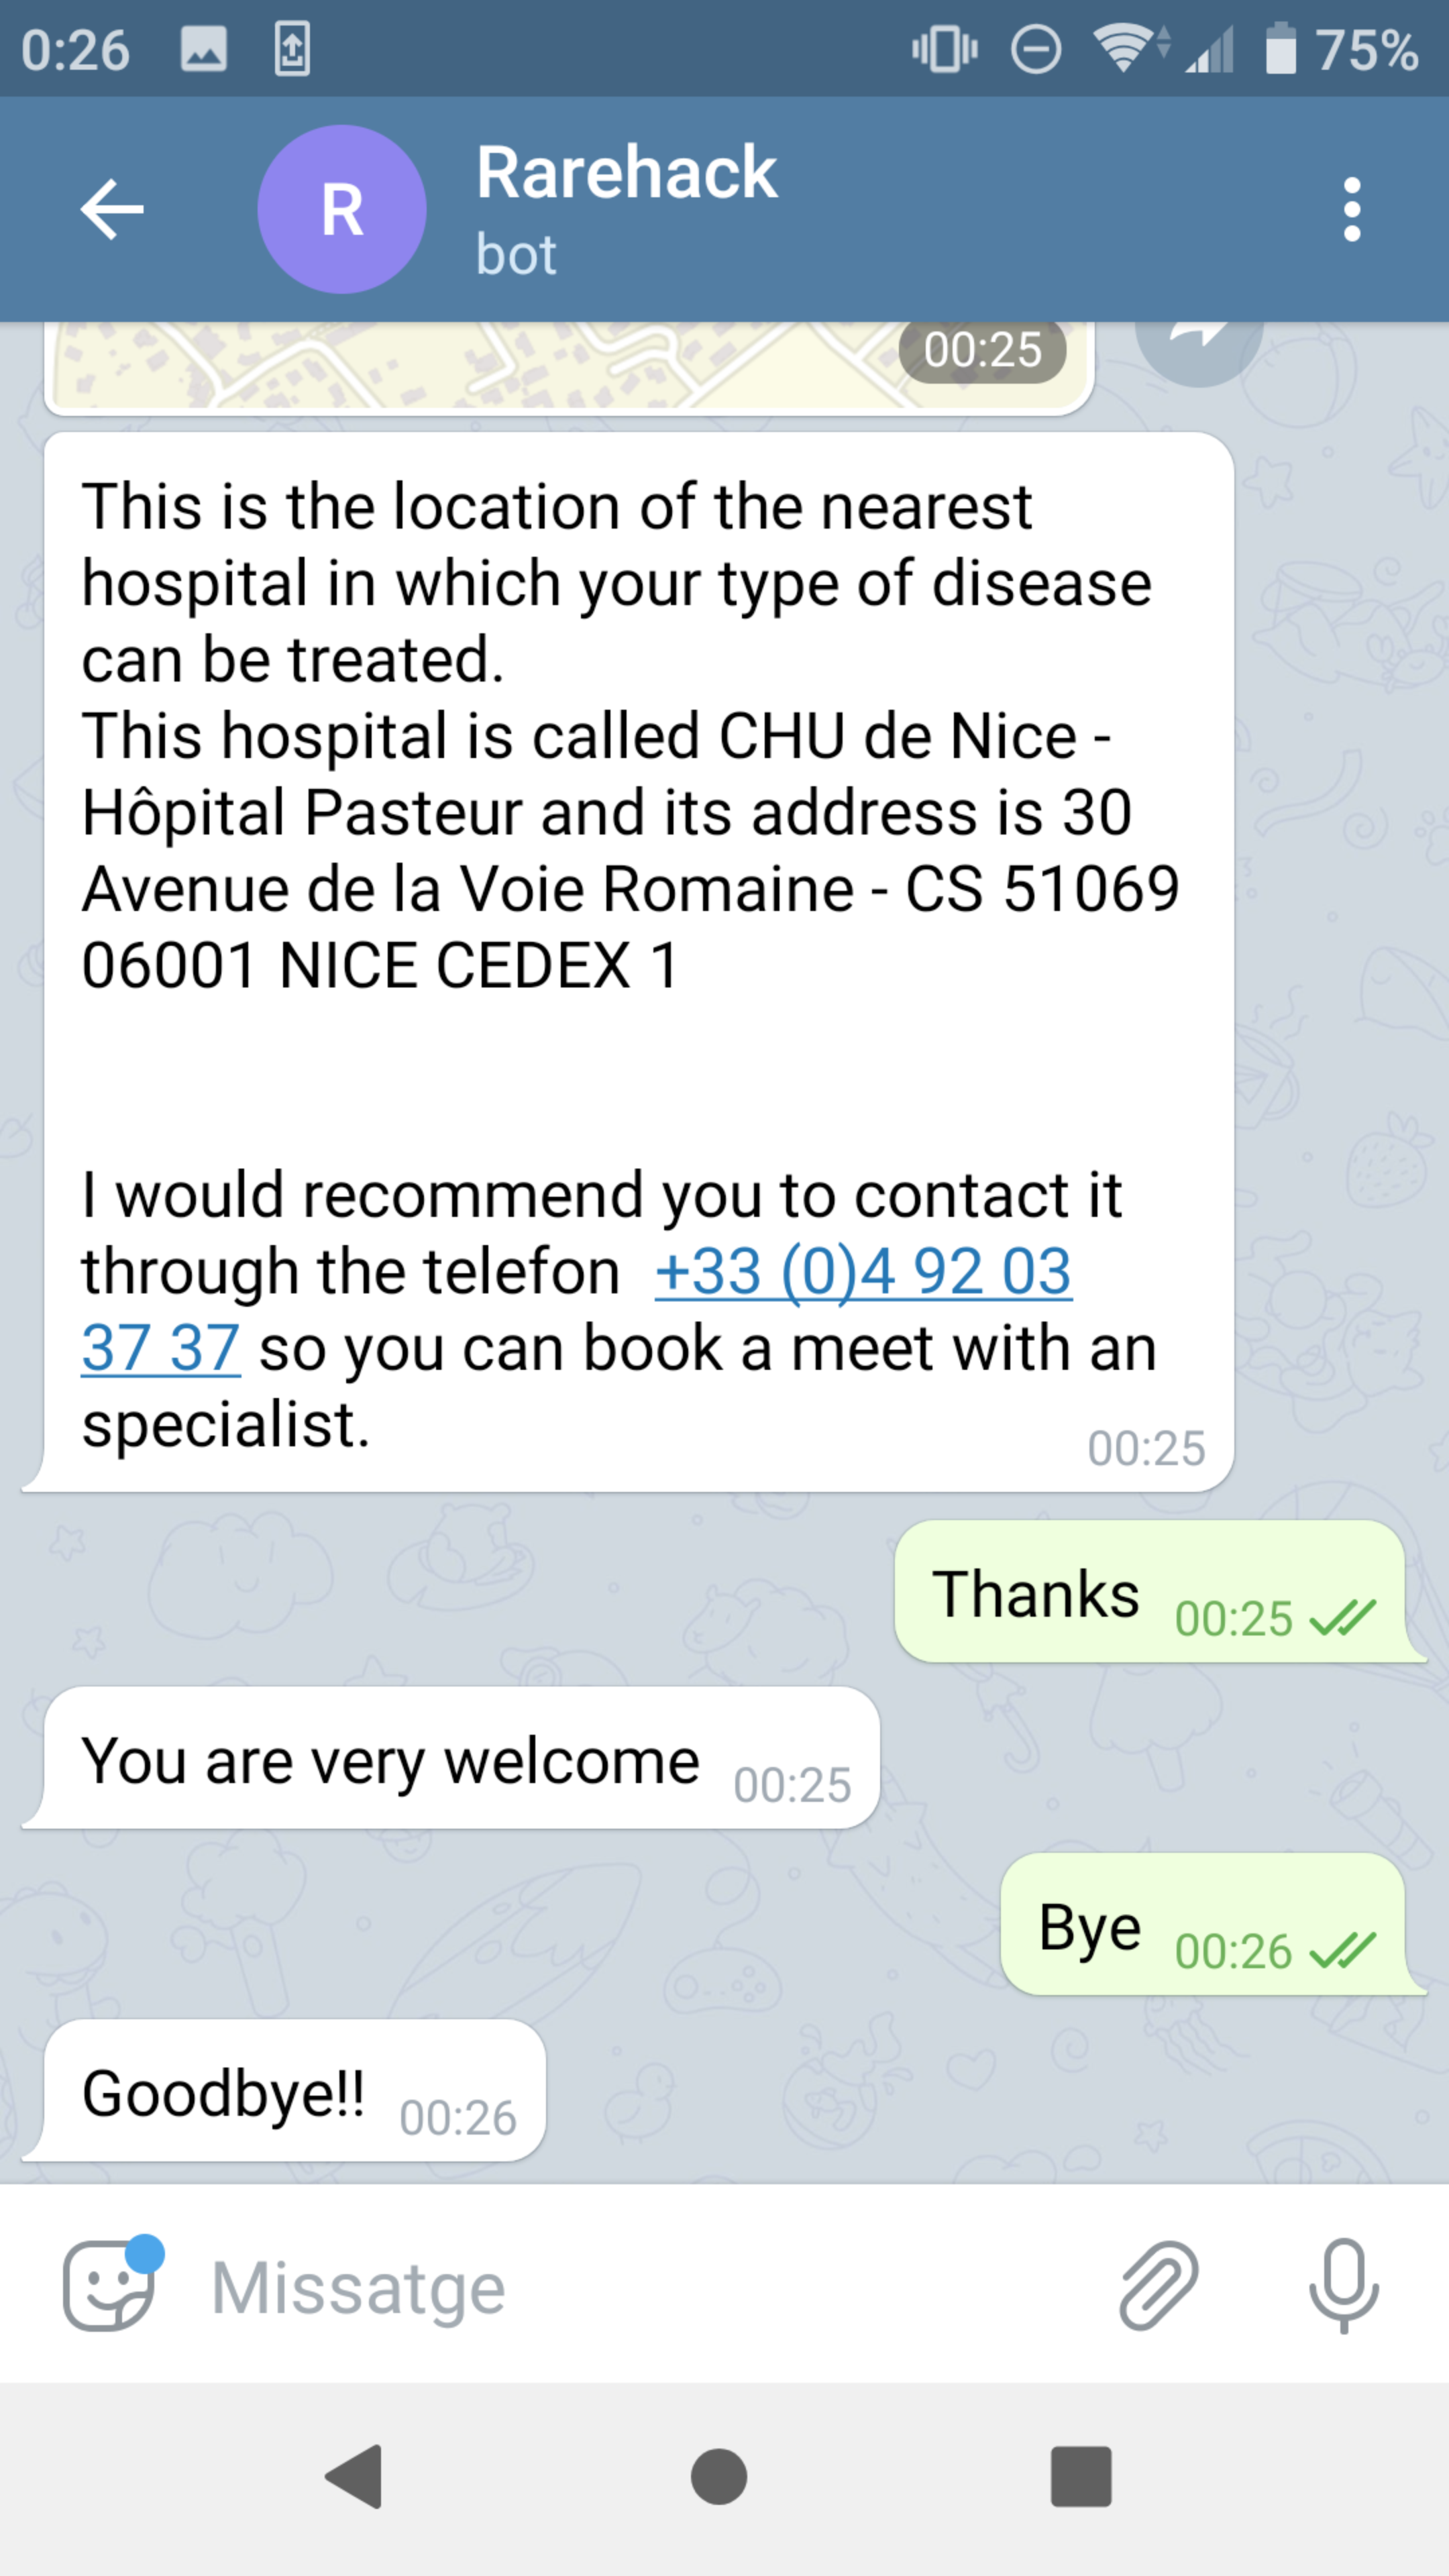 0:26 75%
R
Rarehack
bot
00:25
This is the location of the nearest
hospital in which your type of disease
can be treated.
This hospital is called CHU de Nice -
Hôpital Pasteur and its address is 30
Avenue de la Voie Romaine - CS 51069
06001 NICE CEDEX 1
I would recommend you to contact it
through the telefon  +33 (0)4 92 03
37 37 so you can book a meet with an
specialist.
00:25
Thanks 00:25
You are very welcome 00:25
Bye 00:26
Goodbye!! 00:26
Missatge